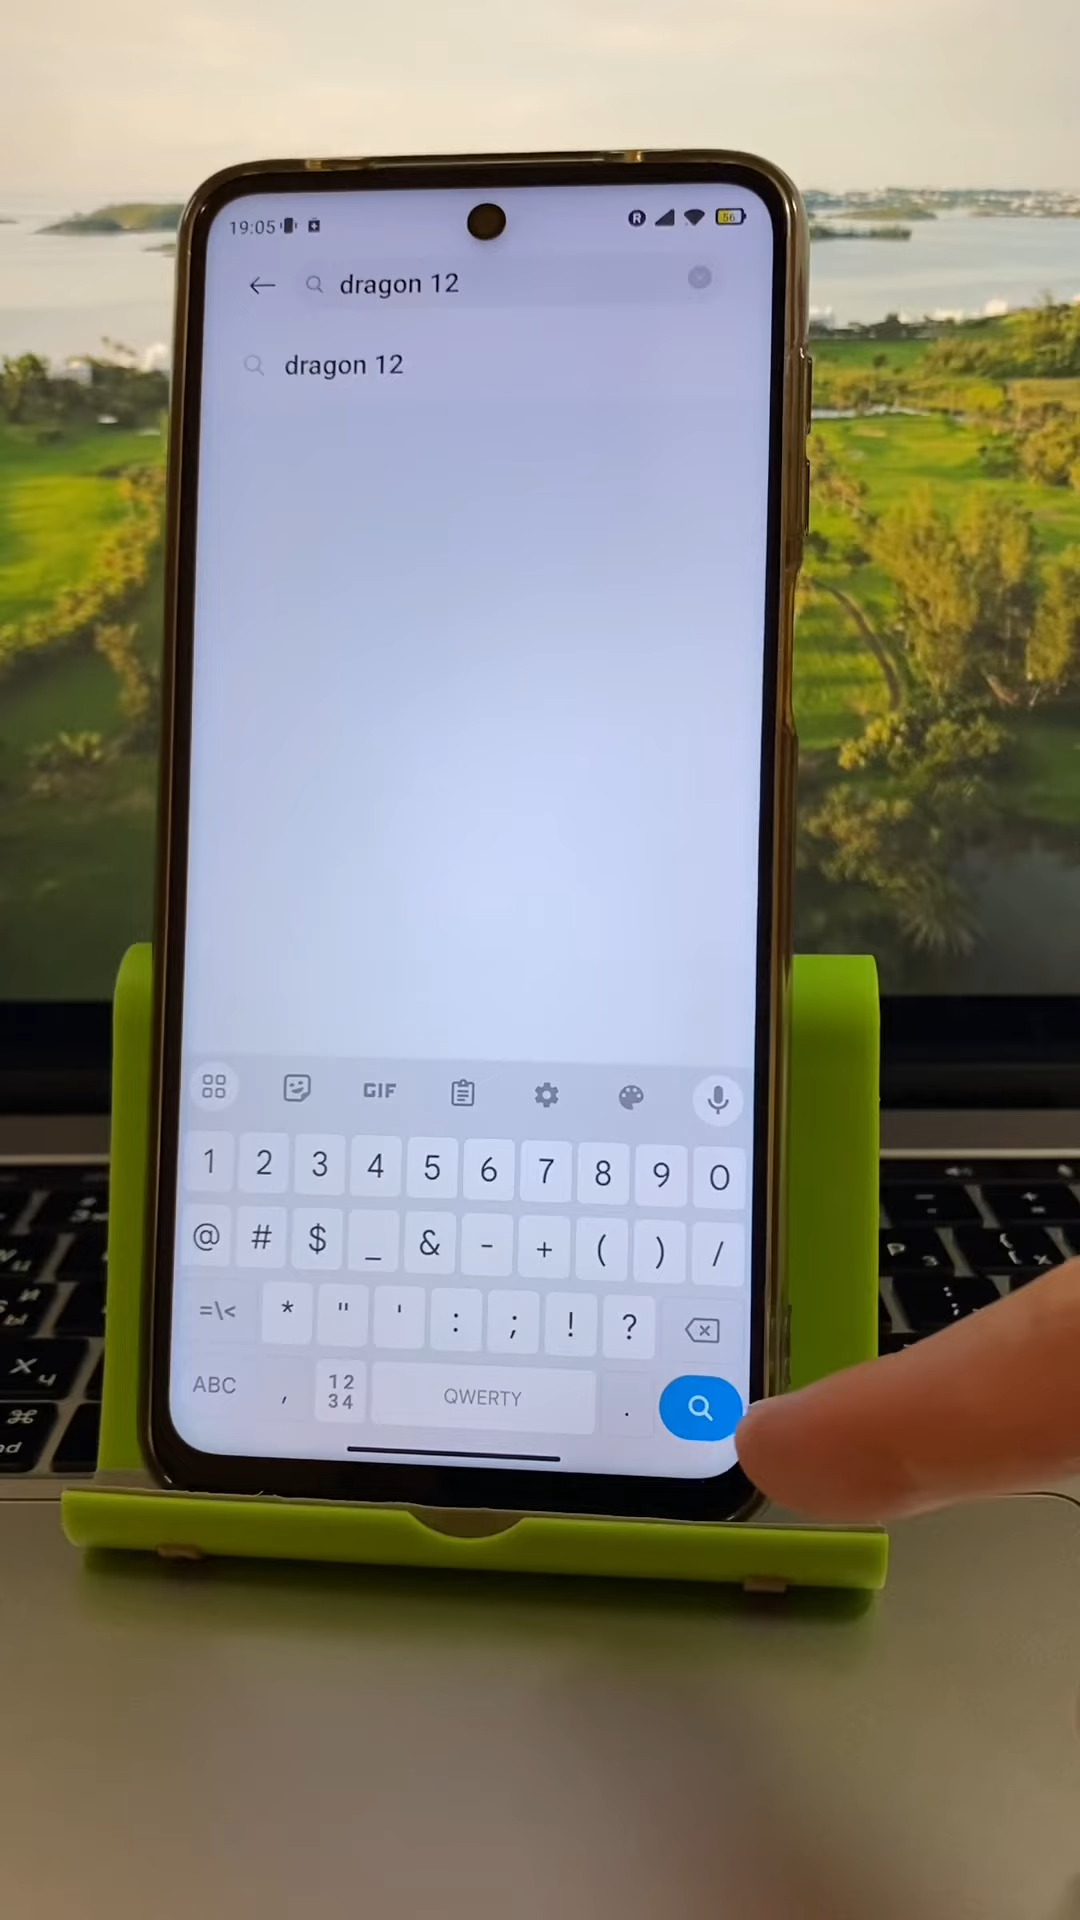 19:05
R
56
dragon 12
dragon 12
GIF
1 2 3 4 5 6 7 8 9 0
@ # $ _ & - + ( ) /
=\< * " ' : ; ! ?
ABC , 12 34 QWERTY .